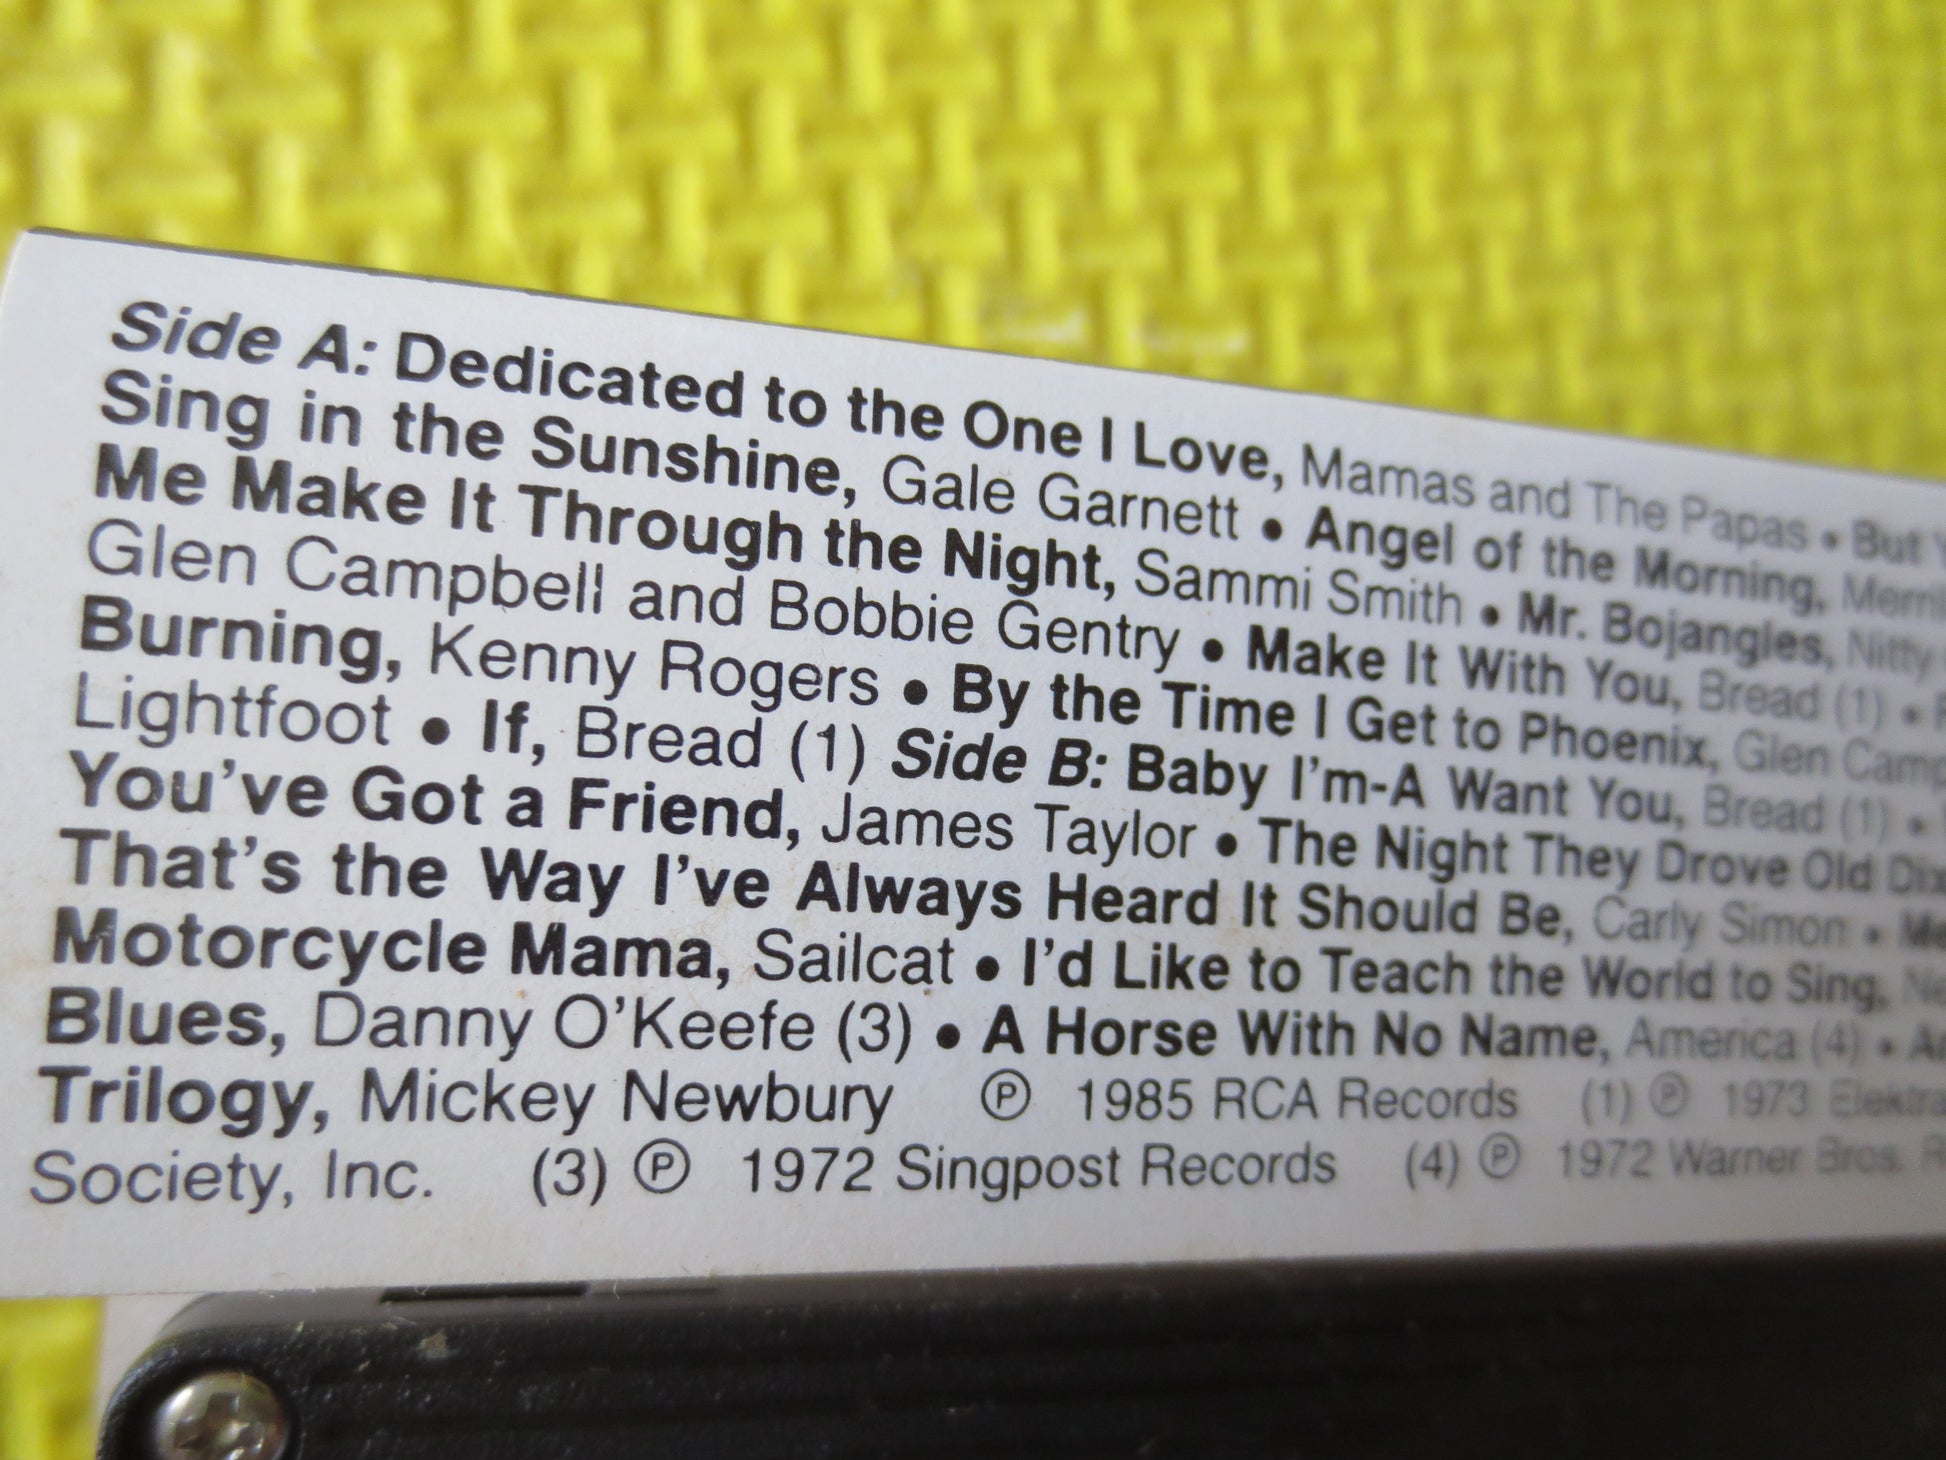 Side A: Dedicated to the One I Love, Mamas and The Papas • But
Sing in the Sunshine, Gale Garnett • Angel of the Morning,
Me Make It Through the Night, Sammi Smith • Mr. Bojangles, Nitty
Glen Campbell and Bobbie Gentry • Make It With You, Bread (1) •
Burning, Kenny Rogers • By the Time I Get to Phoenix, Glen
Lightfoot • If, Bread (1) Side B: Baby I'm-A Want You, Bread (1) •
You've Got a Friend, James Taylor • The Night They Drove Old
That's the Way I've Always Heard It Should Be, Carly Simon •
Motorcycle Mama, Sailcat • I'd Like to Teach the World to Sing,
Blues, Danny O'Keefe (3) • A Horse With No Name, America (4) •
Trilogy, Mickey Newbury ℗ 1985 RCA Records (1) ℗ 1973 Elektra
Society, Inc. (3) ℗ 1972 Singpost Records (4) ℗ 1972 Warner Bros.